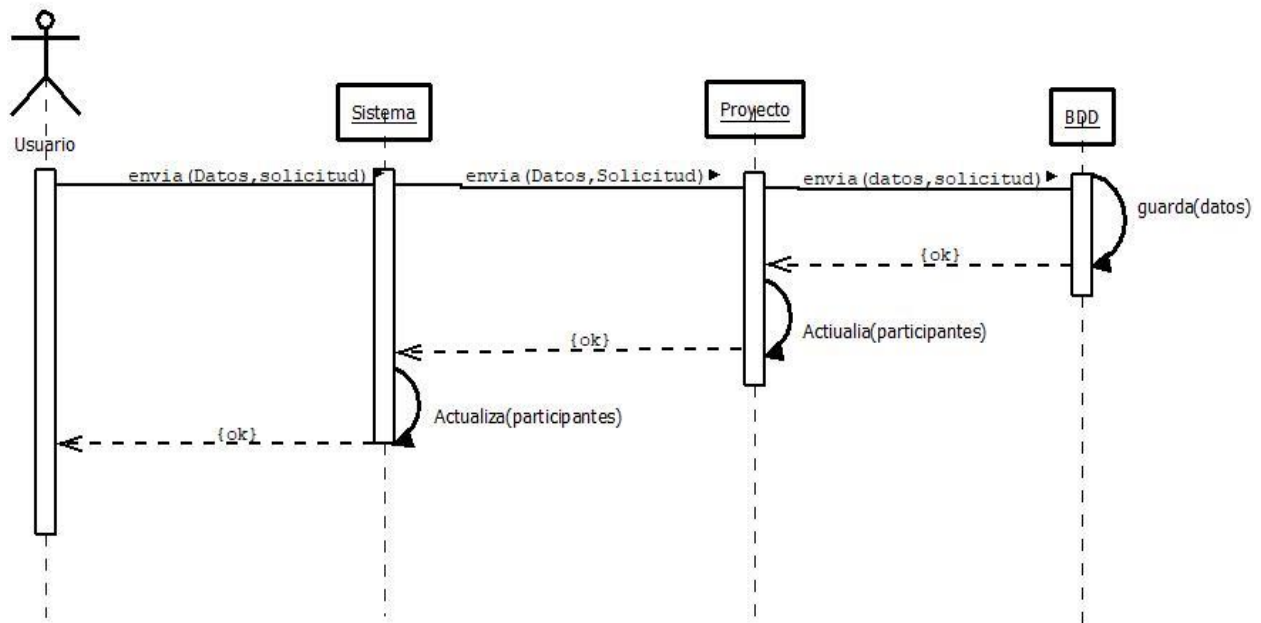 Sistema
Proyecto
BDD
Usuario
envia(Datos,solicitud)
envia(Datos,Solicitud)
envia(datos,solicitud)
guarda(datos)
{ok}
Actiualia(participantes)
{ok}
Actualiza(participantes)
{ok}